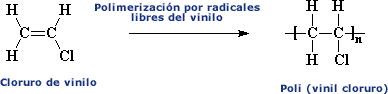 Polimerización por radicales
libres del vinilo
H H
C=C
H Cl
H H
[C-C]n
H Cl
Cloruro de vinilo
Poli (vinil cloruro)